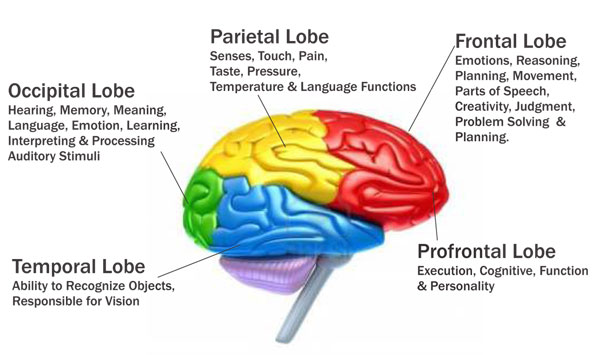 Parietal Lobe
Senses, Touch, Pain,
Taste, Pressure,
Temperature & Language Functions
Frontal Lobe
Emotions, Reasoning,
Planning, Movement,
Parts of Speech,
Creativity, Judgment,
Problem Solving &
Planning.
Occipital Lobe
Hearing, Memory, Meaning,
Language, Emotion, Learning,
Interpreting & Processing
Auditory Stimuli
Temporal Lobe
Ability to Recognize Objects,
Responsible for Vision
Profrontal Lobe
Execution, Cognitive, Function
& Personality